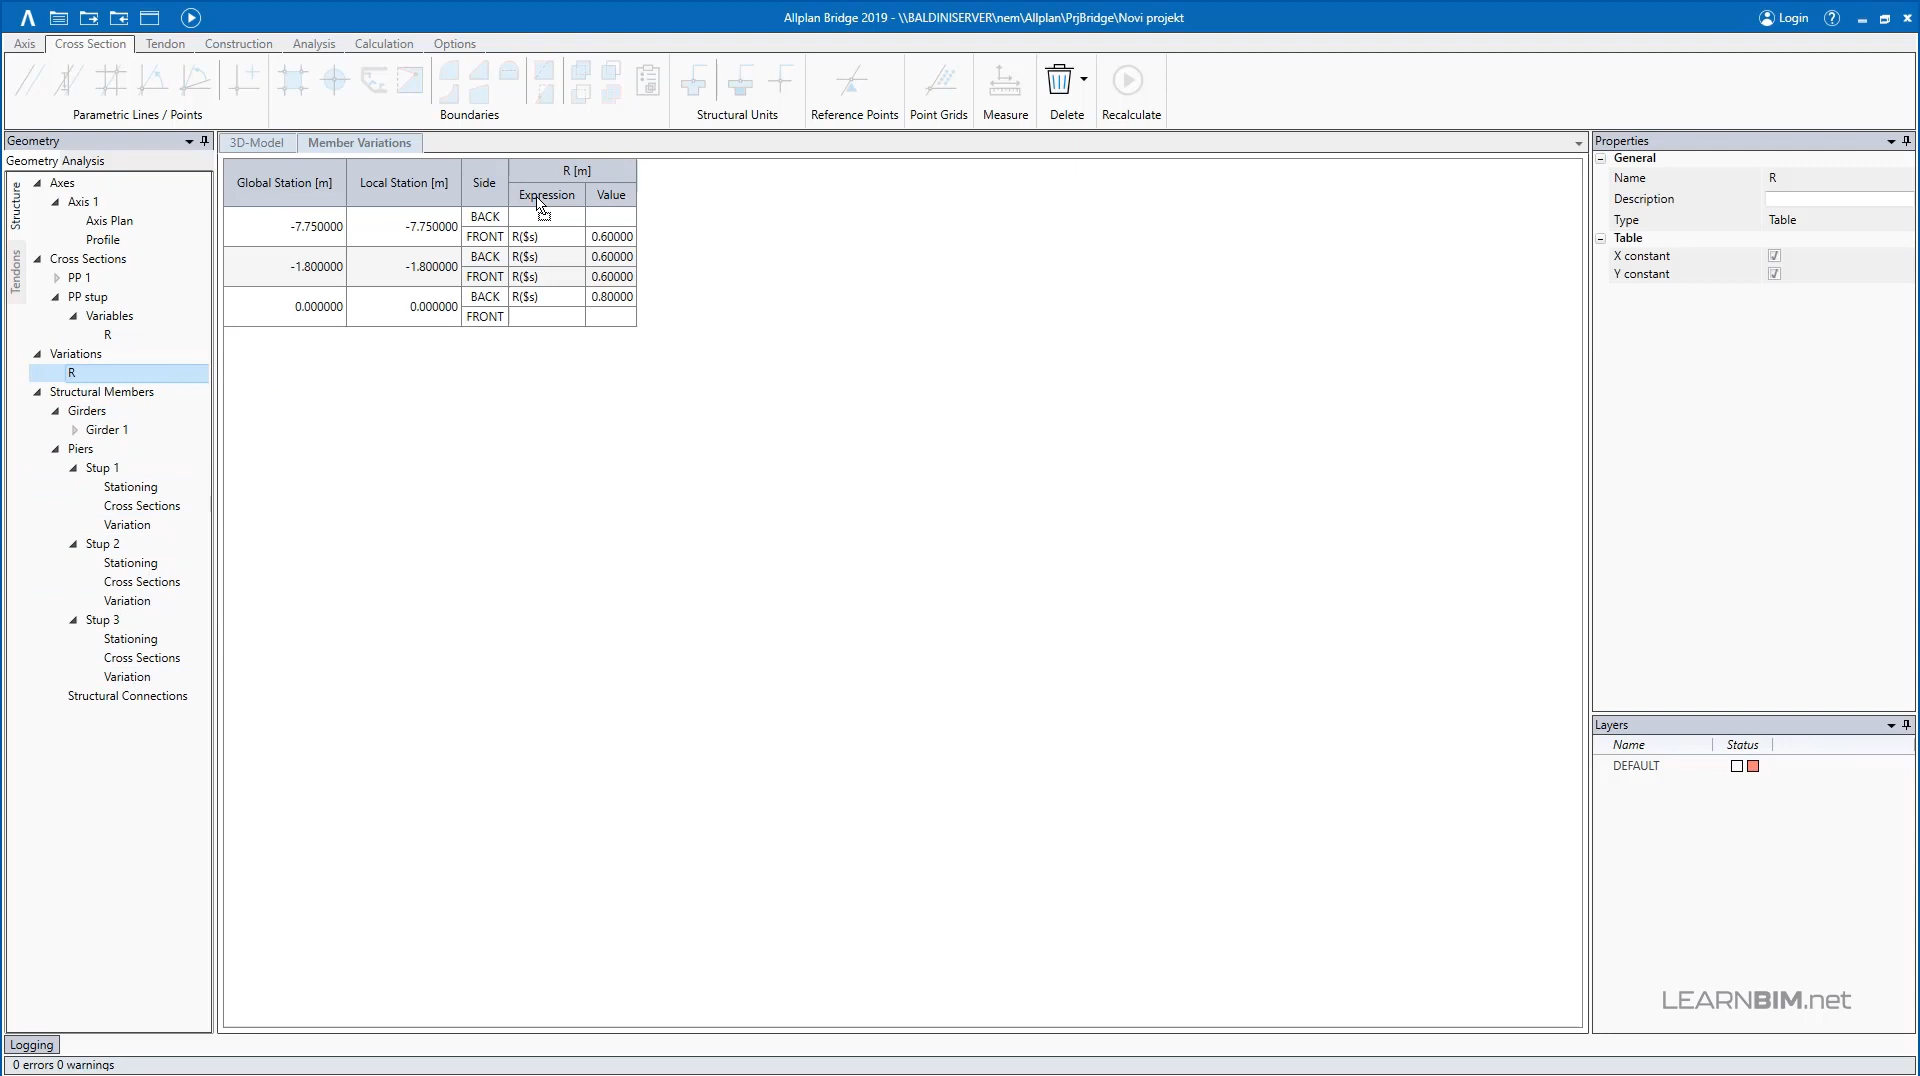 Allplan Bridge 2019 - \\BALDINISERVER\nem\Allplan\PrjBridge\Novi projekt
Login
Axis
Cross Section
Tendon
Construction
Analysis
Calculation
Options
Parametric Lines / Points
Boundaries
Structural Units
Reference Points
Point Grids
Measure
Delete
Recalculate
Geometry
Geometry Analysis
Structure
Tendons
Axes
Axis 1
Axis Plan
Profile
Cross Sections
PP 1
PP stup
Variables
R
Variations
R
Structural Members
Girders
Girder 1
Piers
Stup 1
Stationing
Cross Sections
Variation
Stup 2
Stationing
Cross Sections
Variation
Stup 3
Stationing
Cross Sections
Variation
Structural Connections
3D-Model
Member Variations
Global Station [m]
Local Station [m]
Side
R [m]
Expression
Value
-7.750000 -7.750000 BACK
FRONT R($s) 0.60000
-1.800000 -1.800000 BACK R($s) 0.60000
FRONT R($s) 0.60000
0.000000 0.000000 BACK R($s) 0.80000
FRONT
Properties
General
Name R
Description
Type Table
Table
X constant
Y constant
Layers
Name Status
DEFAULT
LEARNBIM.net
Logging
0 errors 0 warnings